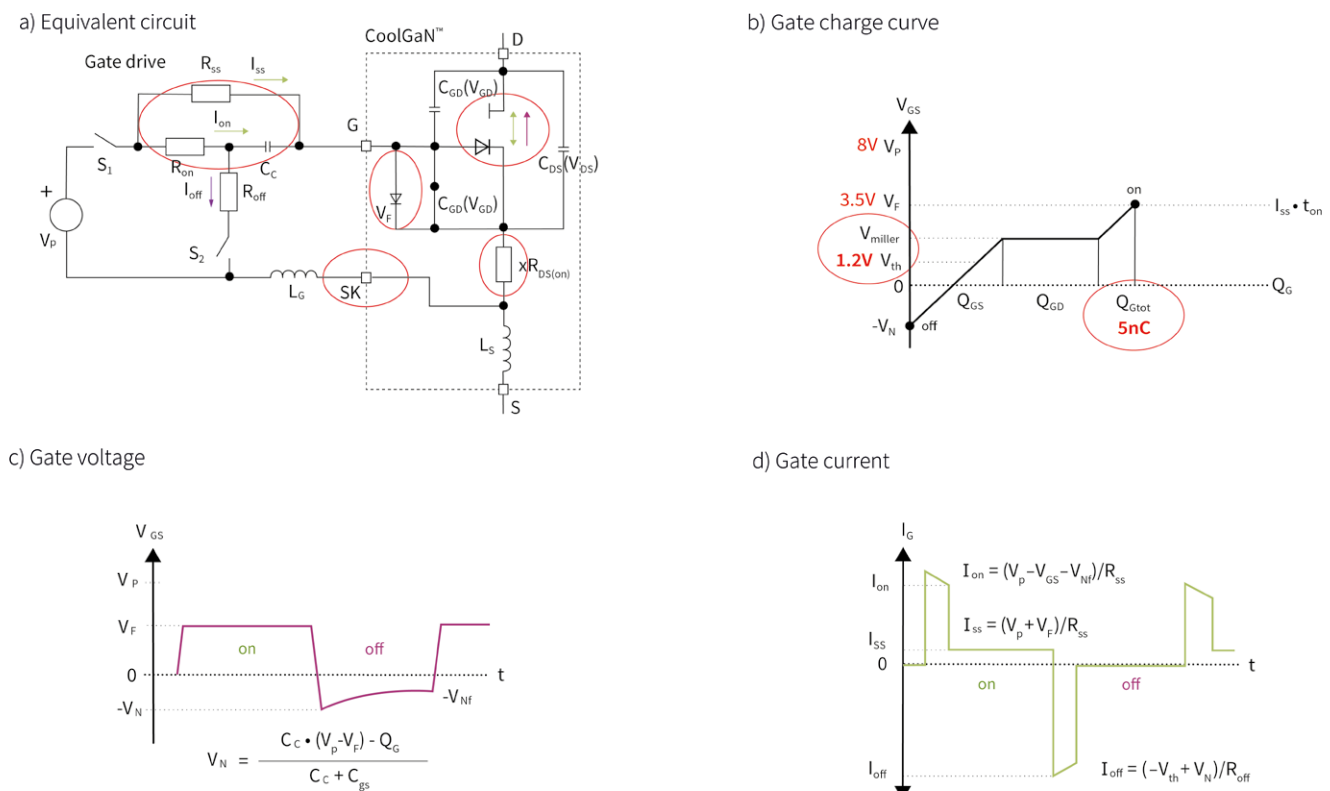 a) Equivalent circuit
Gate drive
CoolGaN™
D
R_ss
I_ss
I_on
G
C_GD(V_GD)
S_1
R_on
C_C
C_DS(V_DS)
I_off
R_off
V_F
C_GD(V_GD)
+
V_p
S_2
L_G
SK
xR_DS(on)
L_S
S
b) Gate charge curve
V_GS
8V V_P
3.5V V_F
on
I_ss • t_on
V_miller
1.2V V_th
0
Q_GS
Q_GD
Q_Gtot
Q_G
5nC
-V_N
off
c) Gate voltage
V_GS
V_P
V_F
on
off
0
t
-V_N
-V_Nf
V_N = (C_C • (V_p-V_F) - Q_G) / (C_C + C_gs)
d) Gate current
I_G
I_on
I_on = (V_p-V_GS-V_Nf)/R_ss
I_ss = (V_p + V_F)/R_ss
I_SS
0
t
on
off
I_off
I_off = (-V_th + V_N)/R_off